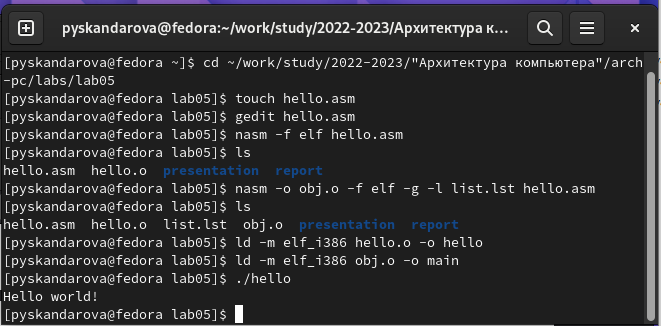 pyskandarova@fedora:~/work/study/2022-2023/Архитектура к...
[pyskandarova@fedora ~]$ cd ~/work/study/2022-2023/"Архитектура компьютера"/arch
-pc/labs/lab05
[pyskandarova@fedora lab05]$ touch hello.asm
[pyskandarova@fedora lab05]$ gedit hello.asm
[pyskandarova@fedora lab05]$ nasm -f elf hello.asm
[pyskandarova@fedora lab05]$ ls
hello.asm  hello.o  presentation  report
[pyskandarova@fedora lab05]$ nasm -o obj.o -f elf -g -l list.lst hello.asm
[pyskandarova@fedora lab05]$ ls
hello.asm  hello.o  list.lst  obj.o  presentation  report
[pyskandarova@fedora lab05]$ ld -m elf_i386 hello.o -o hello
[pyskandarova@fedora lab05]$ ld -m elf_i386 obj.o -o main
[pyskandarova@fedora lab05]$ ./hello
Hello world!
[pyskandarova@fedora lab05]$